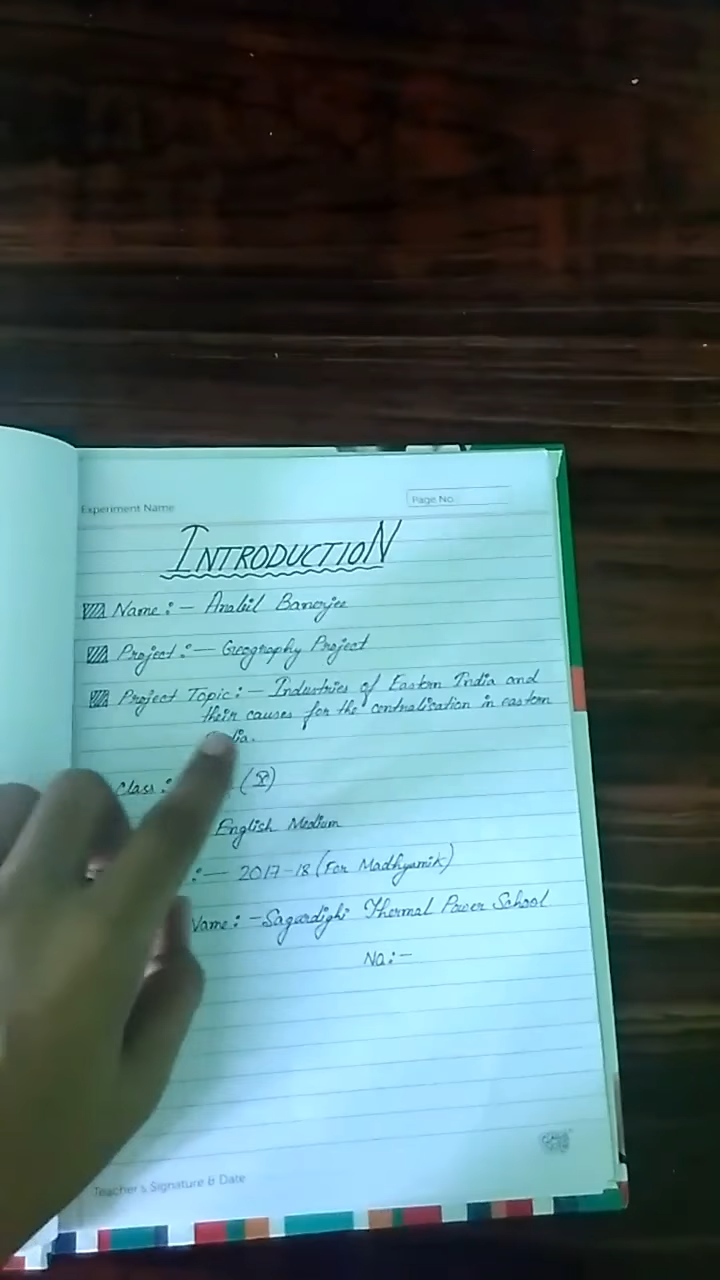 Experiment Name
Page No.
INTRODUCTION
Name :- Anabil Banerjee
Project :- Geography Project
Project Topic :- Industries of Eastern India and
their causes for the centralisation in eastern
Class : (X)
English Medium
:- 2017-18 (For Madhyamik)
Name :- Sagardighi Thermal Power School
No :-
Teacher's Signature & Date